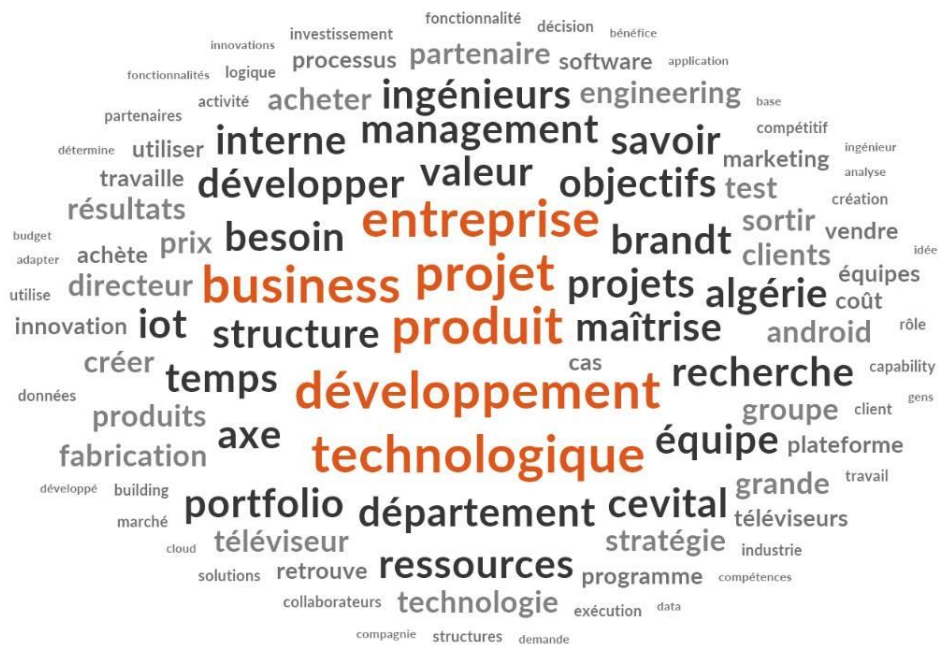 fonctionnalité décision
innovations investissement bénéfice
processus partenaire software application
fonctionnalités logique
activité acheter ingénieurs engineering base
partenaires interne management savoir compétitif
détermine utiliser marketing ingénieur
travaille développer valeur objectifs test analyse
résultats entreprise sortir création
budget besoin brandt vendre
adapter achète prix clients idée
utilise directeur business projet projets algérie équipes
coût
innovation iot structure produit maîtrise android rôle
créer temps cas recherche capability
données développement gens
produits axe groupe client
fabrication technologique équipe plateforme
développé building portfolio grande travail
marché département cevital téléviseurs
cloud téléviseur stratégie industrie
solutions retrouve ressources programme compétences
collaborateurs technologie exécution data
compagnie structures demande